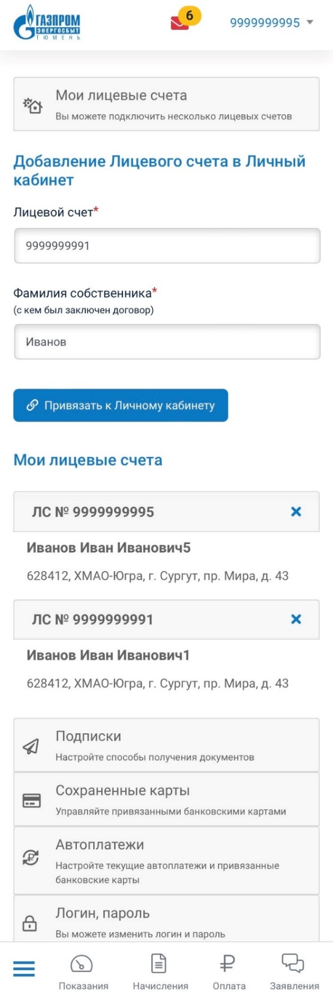 ГАЗПРОМ
ЭНЕРГОСБЫТ
ТЮМЕНЬ
6
9999999995
Мои лицевые счета
Вы можете подключить несколько лицевых счетов
Добавление Лицевого счета в Личный
кабинет
Лицевой счет*
9999999991
Фамилия собственника*
(с кем был заключен договор)
Иванов
Привязать к Личному кабинету
Мои лицевые счета
ЛС № 9999999995
Иванов Иван Иванович5
628412, ХМАО-Югра, г. Сургут, пр. Мира, д. 43
ЛС № 9999999991
Иванов Иван Иванович1
628412, ХМАО-Югра, г. Сургут, пр. Мира, д. 43
Подписки
Настройте способы получения документов
Сохраненные карты
Управляйте привязанными банковскими картами
Автоплатежи
Настройте текущие автоплатежи и привязанные
банковские карты
Логин, пароль
Вы можете изменить логин и пароль
Показания Начисления Оплата Заявления